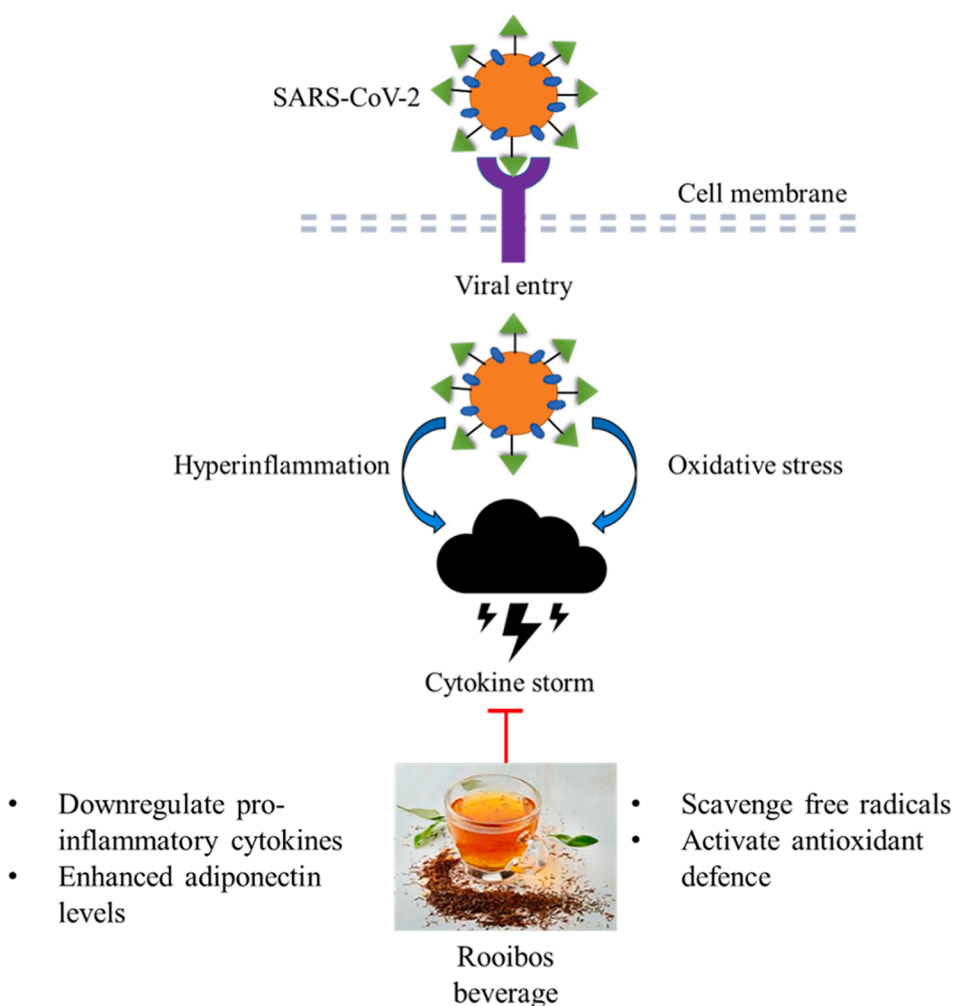 SARS-CoV-2
Cell membrane
Viral entry
Hyperinflammation
Oxidative stress
Cytokine storm
• Downregulate pro-
inflammatory cytokines
• Enhanced adiponectin
levels
• Scavenge free radicals
• Activate antioxidant
defence
Rooibos
beverage